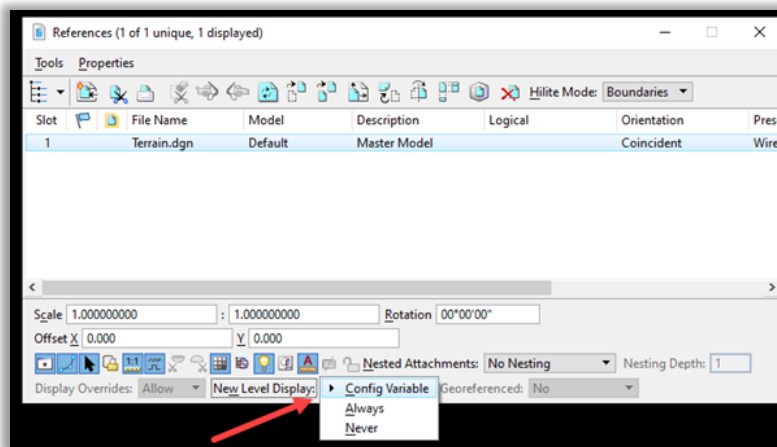 References (1 of 1 unique, 1 displayed)
Tools Properties
Hilite Mode: Boundaries
Slot File Name Model Description Logical Orientation Pres
1 Terrain.dgn Default Master Model Coincident Wire
Scale 1.000000000 : 1.000000000 Rotation 00°00'00"
Offset X 0.000 Y 0.000
1:1 A Nested Attachments: No Nesting Nesting Depth: 1
Display Overrides: Allow New Level Display: Config Variable Georeferenced: No
Always
Never